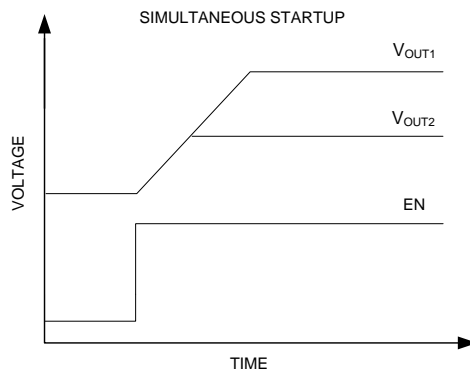 SIMULTANEOUS STARTUP
VOUT1
VOUT2
EN
VOLTAGE
TIME